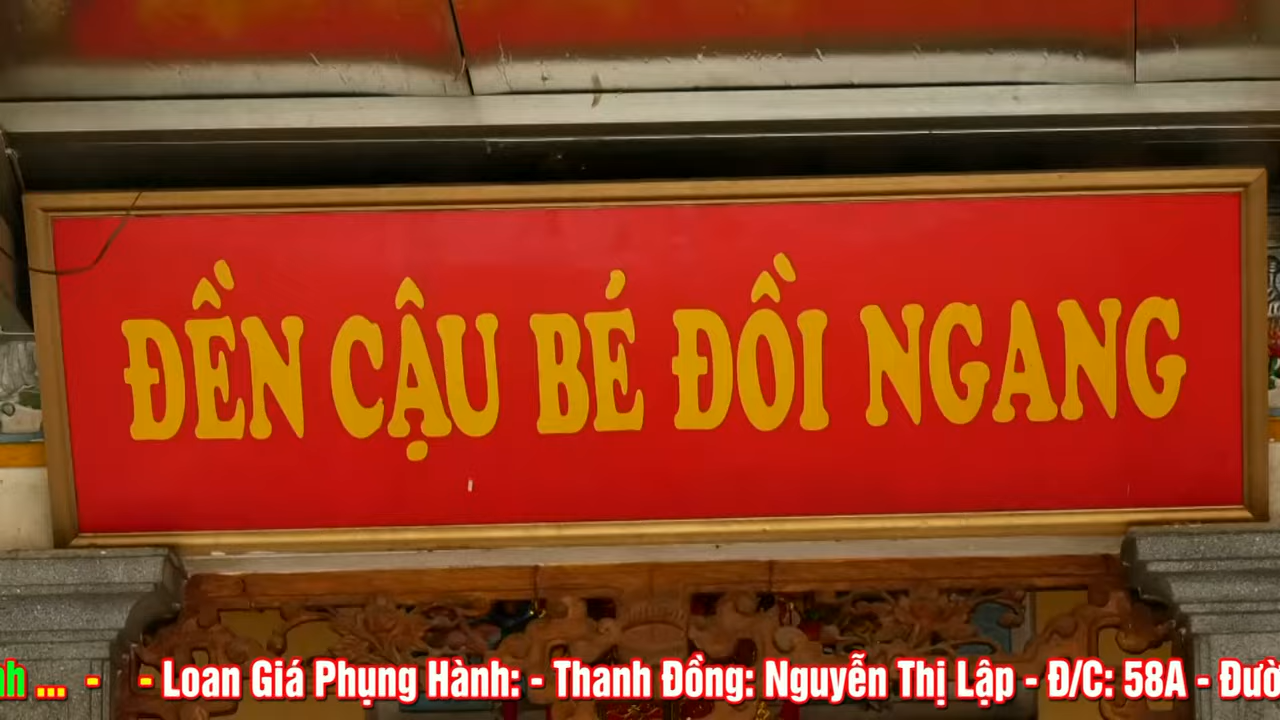 ĐỀN CẬU BÉ ĐỒI NGANG
... - - Loan Giá Phụng Hành: - Thanh Đồng: Nguyễn Thị Lập - Đ/C: 58A -